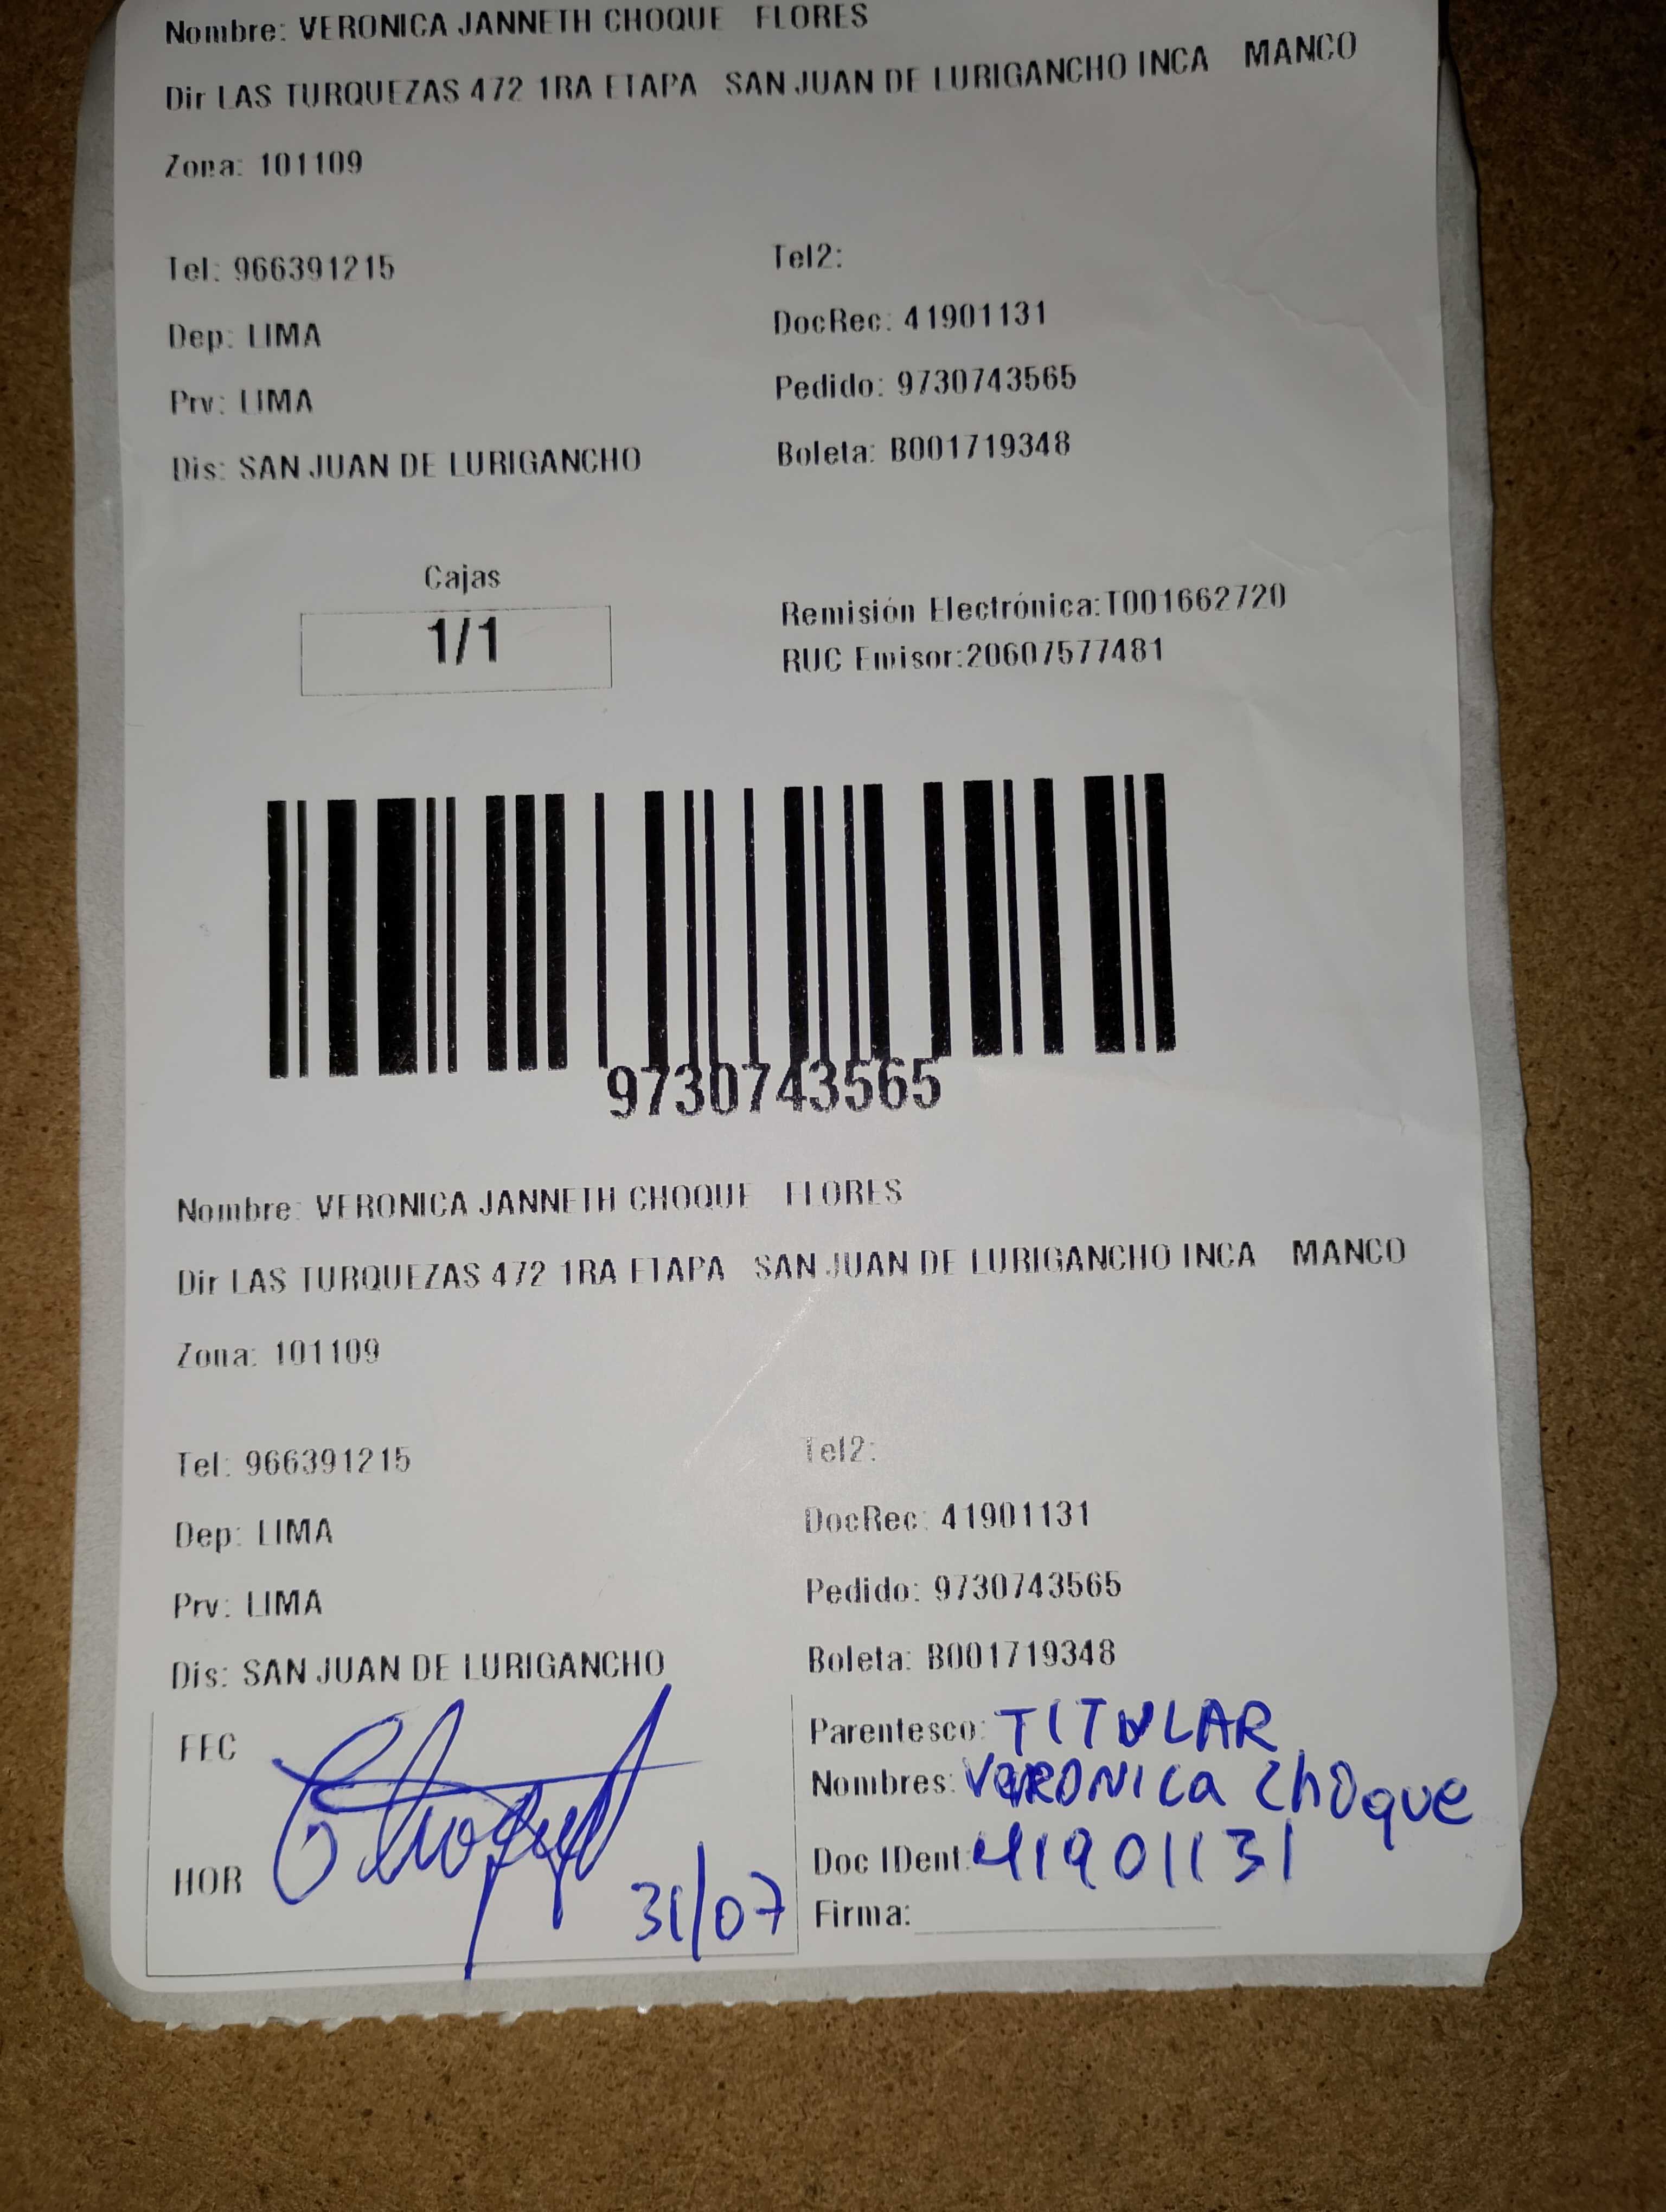 Nombre: VERONICA JANNETH CHOQUE FLORES
Dir LAS TURQUEZAS 472 1RA ETAPA SAN JUAN DE LURIGANCHO INCA MANCO
Zona: 101109
Tel: 966391215 Tel2:
Dep: LIMA DocRec: 41901131
Prv: LIMA Pedido: 9730743565
Dis: SAN JUAN DE LURIGANCHO Boleta: B001719348
Cajas
1/1
Remisión Electrónica:T001662720
RUC Emisor:20607577481
9730743565
Nombre: VERONICA JANNETH CHOQUE FLORES
Dir LAS TURQUEZAS 472 1RA ETAPA SAN JUAN DE LURIGANCHO INCA MANCO
Zona: 101109
Tel: 966391215 Tel2:
Dep: LIMA DocRec: 41901131
Prv: LIMA Pedido: 9730743565
Dis: SAN JUAN DE LURIGANCHO Boleta: B001719348
FEC
HOR
31/07
Parentesco: TITULAR
Nombres: VERONICA Choque
Doc IDent: 41901131
Firma: